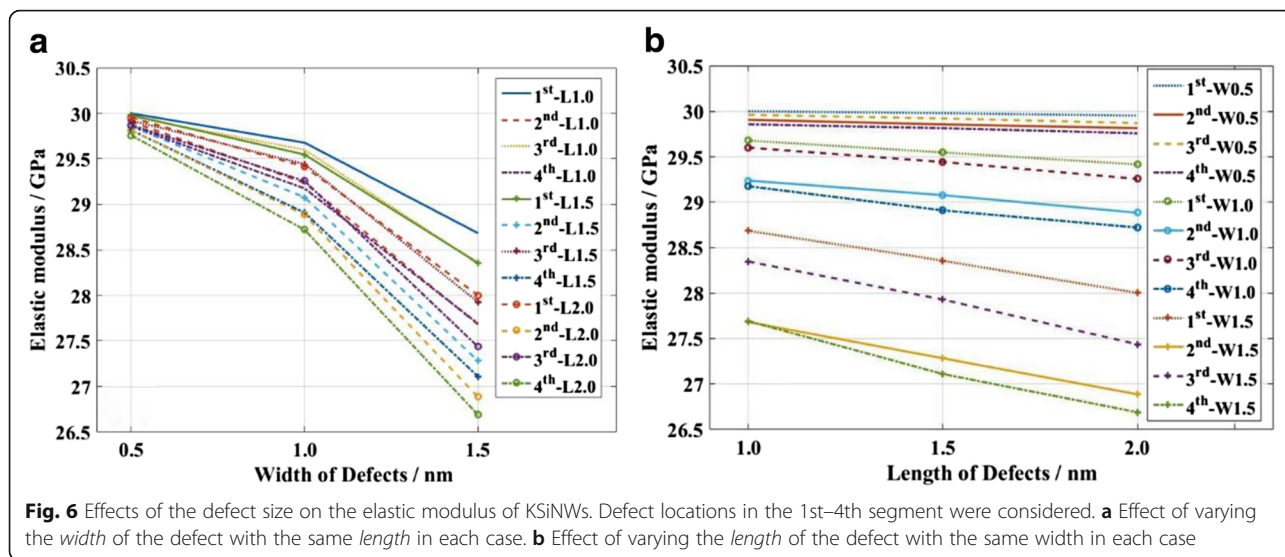 a
30.5
30
29.5
29
28.5
28
27.5
27
26.5
Elastic modulus / GPa
0.5 1.0 1.5
Width of Defects / nm
1st-L1.0
2nd-L1.0
3rd-L1.0
4th-L1.0
1st-L1.5
2nd-L1.5
3rd-L1.5
4th-L1.5
1st-L2.0
2nd-L2.0
3rd-L2.0
4th-L2.0
b
30.5
30
29.5
29
28.5
28
27.5
27
26.5
Elastic modulus / GPa
1.0 1.5 2.0
Length of Defects / nm
1st-W0.5
2nd-W0.5
3rd-W0.5
4th-W0.5
1st-W1.0
2nd-W1.0
3rd-W1.0
4th-W1.0
1st-W1.5
2nd-W1.5
3rd-W1.5
4th-W1.5
Fig. 6 Effects of the defect size on the elastic modulus of KSiNWs. Defect locations in the 1st–4th segment were considered. a Effect of varying
the width of the defect with the same length in each case. b Effect of varying the length of the defect with the same width in each case